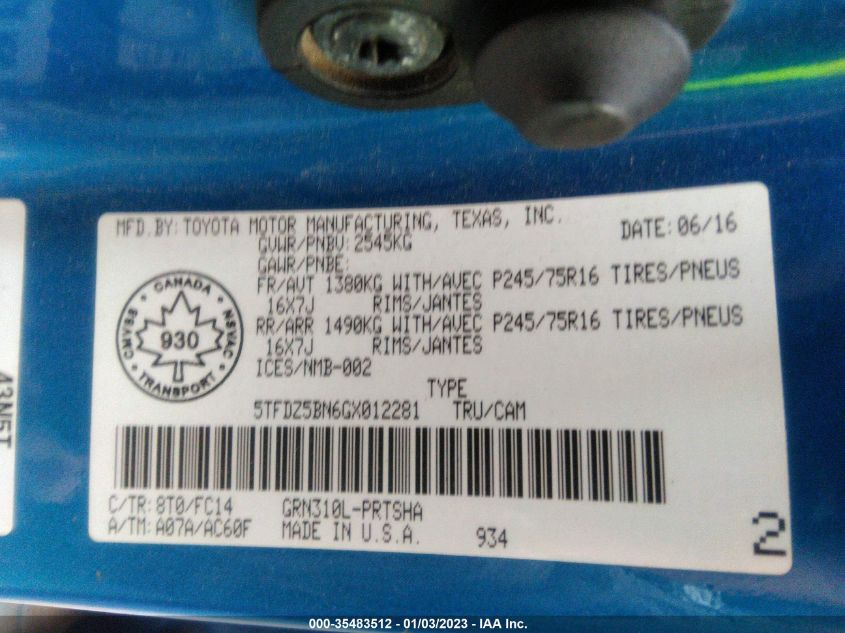 MFD.BY:TOYOTA MOTOR MANUFACTURING, TEXAS, INC. DATE: 06/16
GVWR/PNBV: 2545KG
GAWR/PNBE:
FR/AVT 1380KG WITH/AVEC P245/75R16 TIRES/PNEUS
16X7J RIMS/JANTES
RR/ARR 1490KG WITH/AVEC P245/75R16 TIRES/PNEUS
16X7J RIMS/JANTES
ICES/NMB-002
CANADA
CMVSS 930 NSVAC
TRANSPORT
TYPE
5TFDZ5BN6GX012281 TRU/CAM
C/TR: 8T0/FC14 GRN310L-PRTSHA
A/TM: A07A/AC60F MADE IN U.S.A. 934
2
43N5T
000-35483512 - 01/03/2023 - IAA Inc.